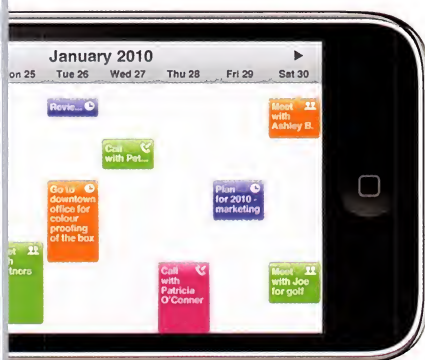 January 2010
on 25 Tue 26 Wed 27 Thu 28 Fri 29 Sat 30
Revie...
Meet
with
Ashley B.
Call
with Pet...
Go to
downtown
office for
colour
proofing
of the box
Plan
for 2010 -
marketing
et
h
tners
Call
with
Patricia
O'Conner
Meet
with Joe
for golf